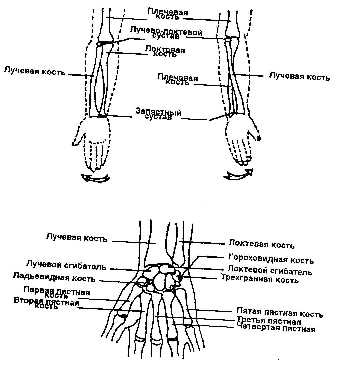 Плечевая
кость
Лучево-локтевой
сустав
Локтевая
кость
Лучевая кость
Плечевая
кость
Лучевая кость
Запястный
сустав
Лучевая кость
Локтевая кость
Гороховидная кость
Лучевой сгибатель
Локтевой сгибатель
Ладьевидная кость
Трехгранная кость
Первая пястная
кость
Вторая пястная
кость
Пятая пястная кость
Третья пястная
Четвертая пястная